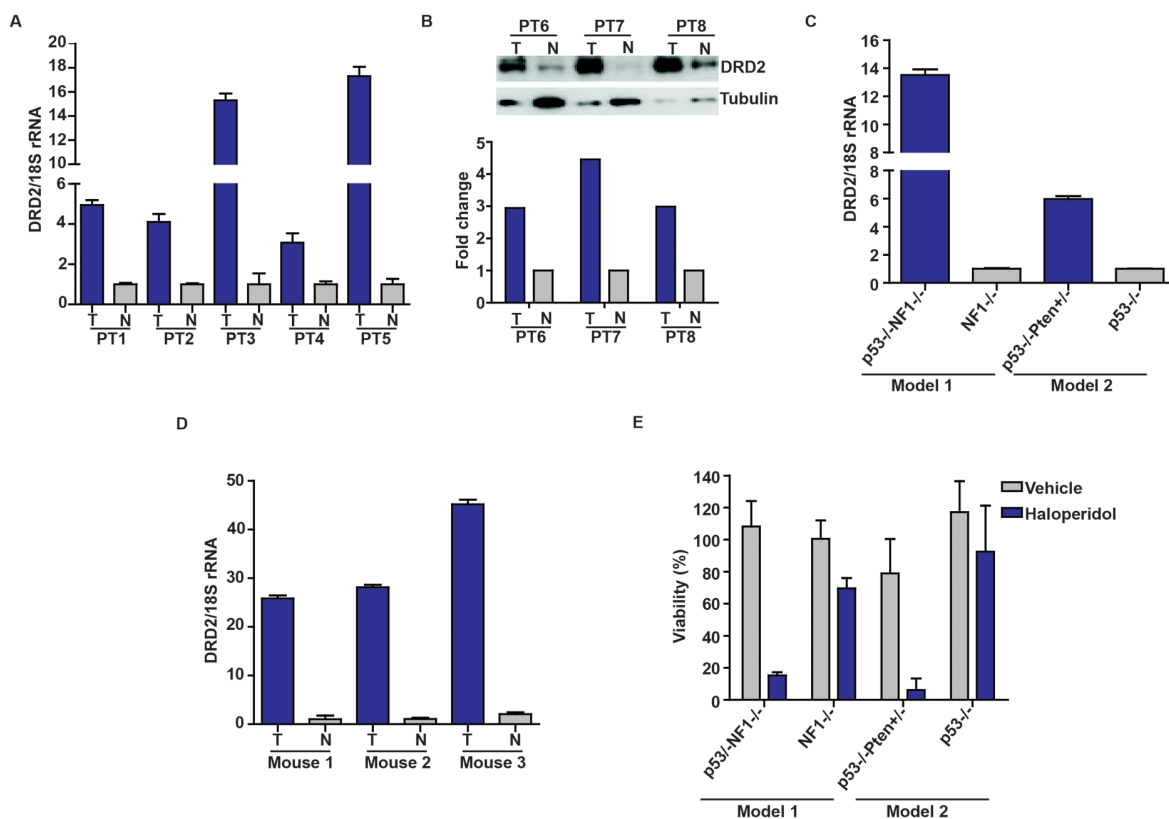 A
DRD2/18S rRNA
20
18
16
14
12
10
8
6
4
2
0
T N T N T N T N T N
PT1 PT2 PT3 PT4 PT5
B
PT6 PT7 PT8
T N T N T N
DRD2
Tubulin
Fold change
5
4
3
2
1
0
T N T N T N
PT6 PT7 PT8
C
DRD2/18S rRNA
16
14
12
10
8
6
4
2
0
p53-/-NF1-/- NF1-/- p53-/-Pten+/- p53-/-
Model 1 Model 2
D
DRD2/18S rRNA
50
40
30
20
10
0
T N T N T N
Mouse 1 Mouse 2 Mouse 3
E
Viability (%)
140
120
100
80
60
40
20
0
Vehicle
Haloperidol
p53/-NF1-/- NF1-/- p53-/-Pten+/- p53-/-
Model 1 Model 2